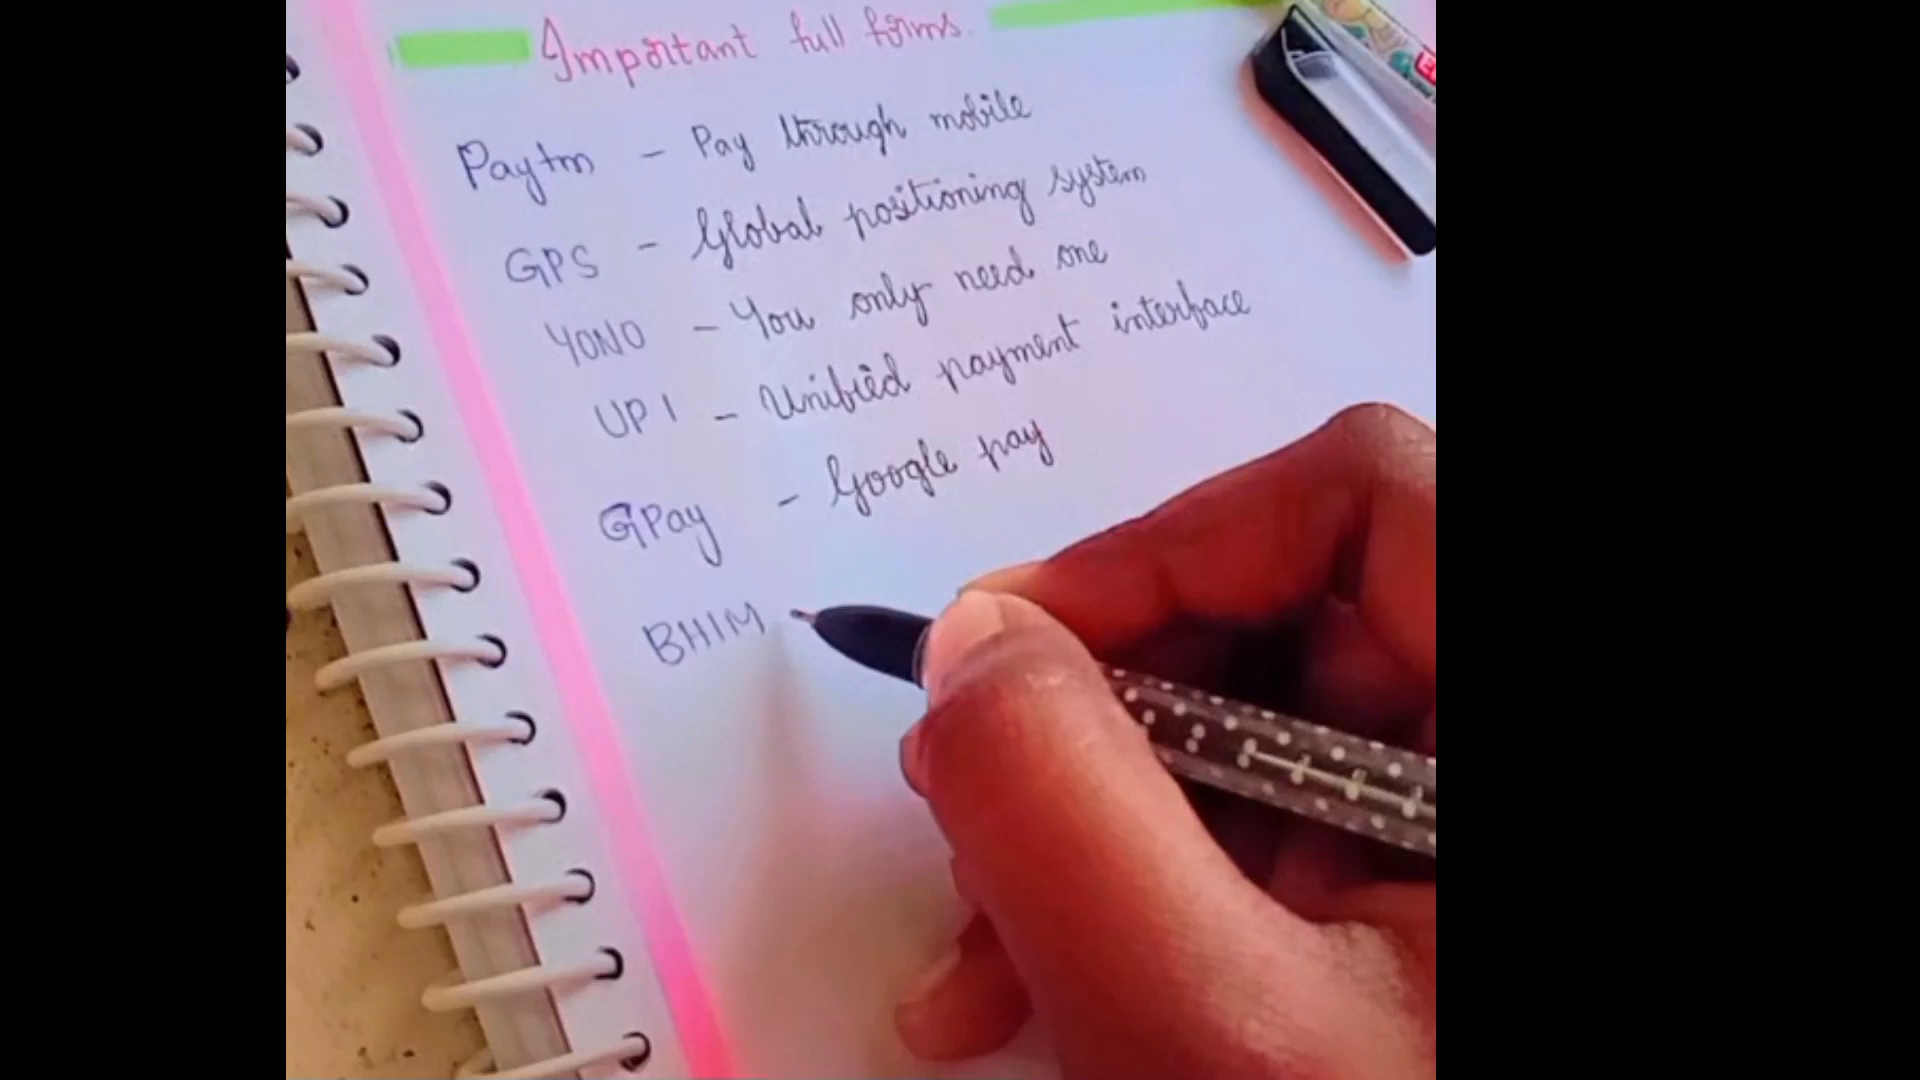 Important full forms.
Paytm - Pay through mobile
GPS - Global positioning system
YONO - You only need one
UPI - Unified payment interface
GPay - Google pay
BHIM